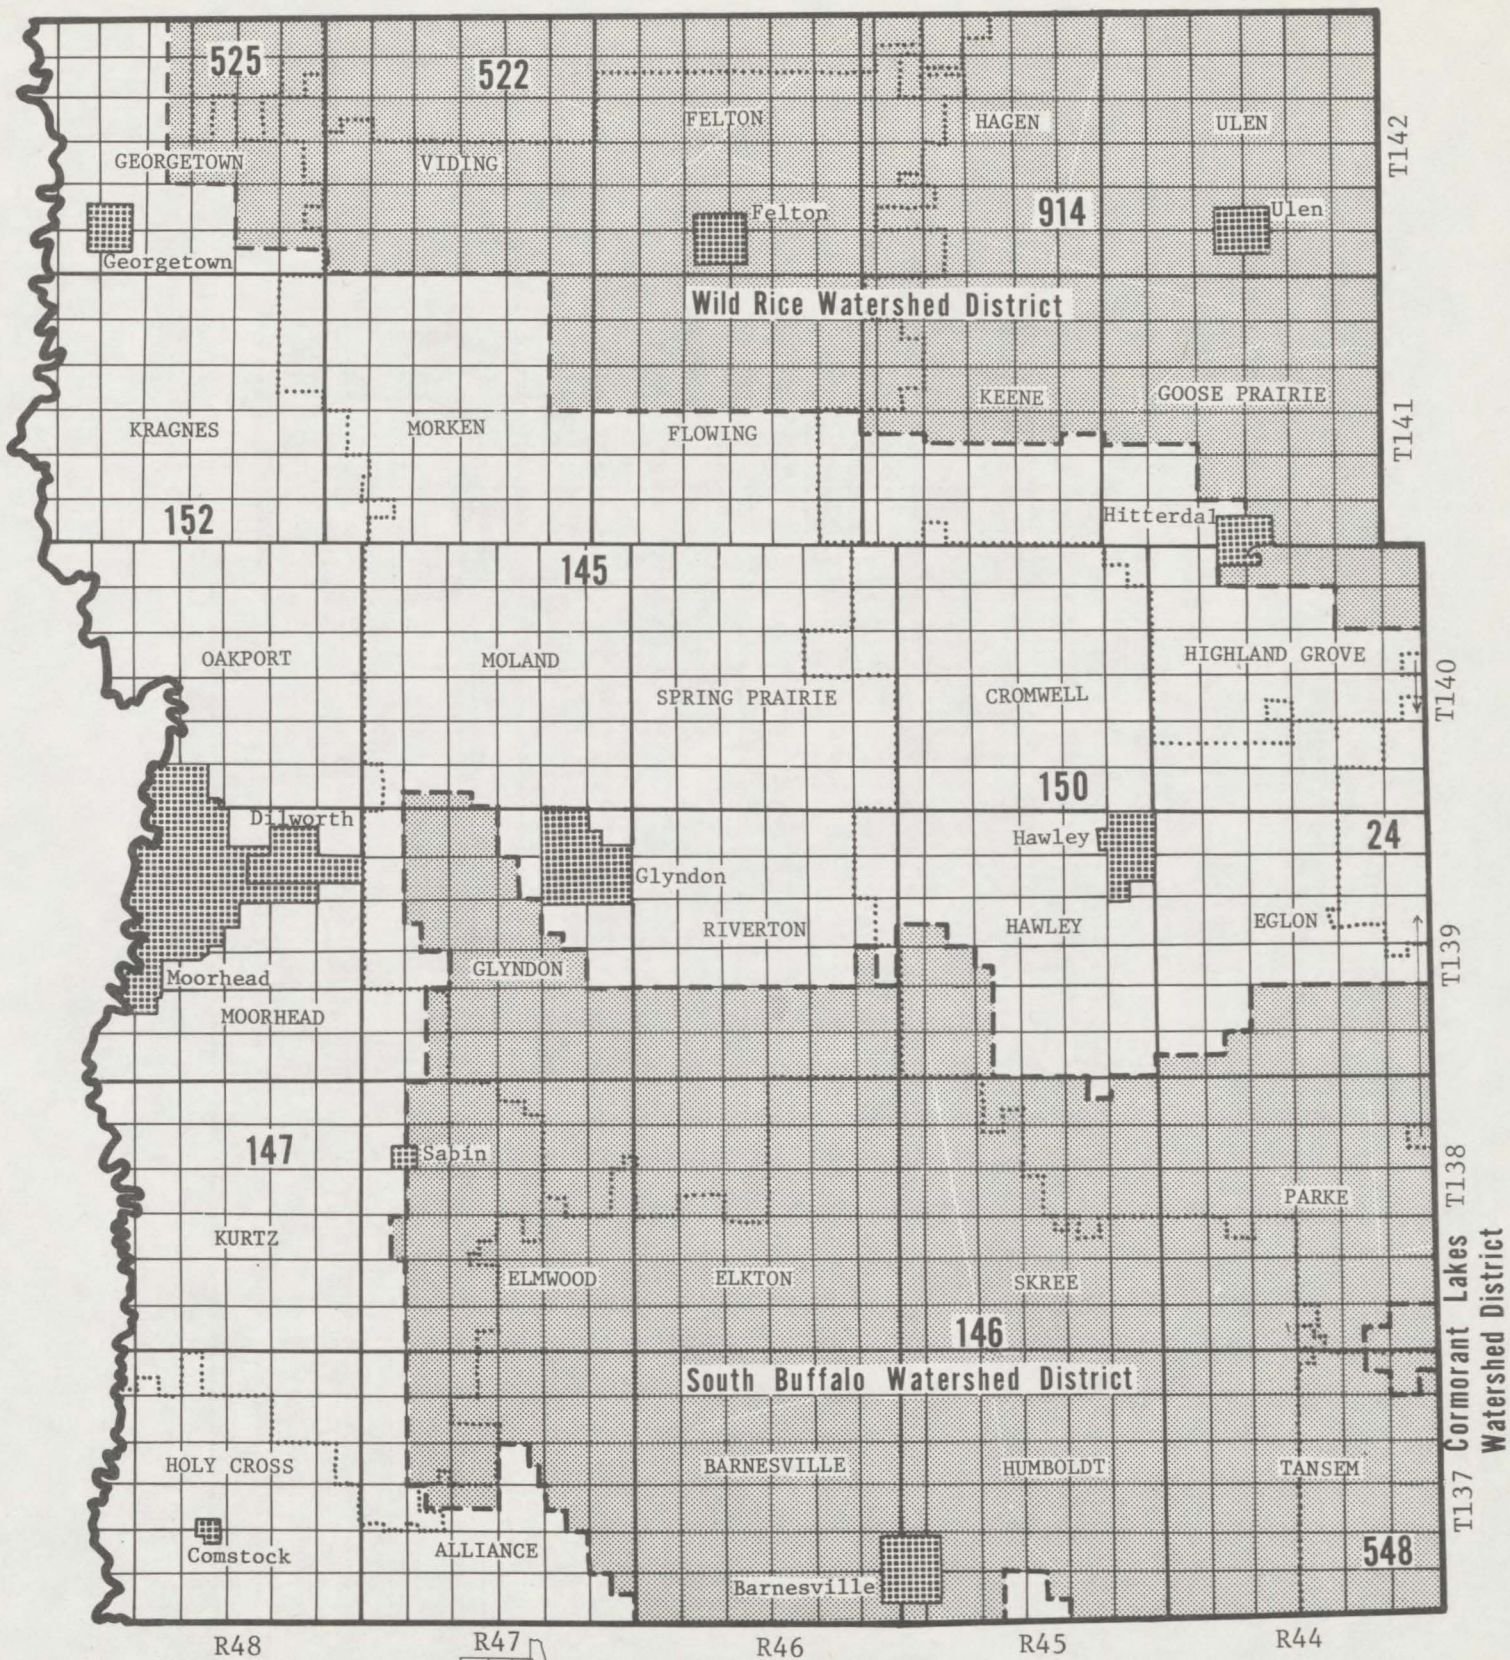 525
522
FELTON
HAGEN
ULEN
T142
GEORGETOWN
VIDING
914
Felton
Ulen
Georgetown
Wild Rice Watershed District
KEENE
GOOSE PRAIRIE
KRAGNES
MORKEN
FLOWING
T141
152
Hitterdal
145
OAKPORT
MOLAND
HIGHLAND GROVE
SPRING PRAIRIE
CROMWELL
T140
150
Dilworth
Hawley
24
Glyndon
RIVERTON
HAWLEY
EGLON
T139
Moorhead
GLYNDON
MOORHEAD
147
Sabin
T138
PARKE
KURTZ
ELMWOOD
ELKTON
SKREE
Cormorant Lakes
Watershed District
146
South Buffalo Watershed District
HOLY CROSS
BARNESVILLE
HUMBOLDT
TANSEM
T137
Comstock
ALLIANCE
548
Barnesville
R48
R47
R46
R45
R44